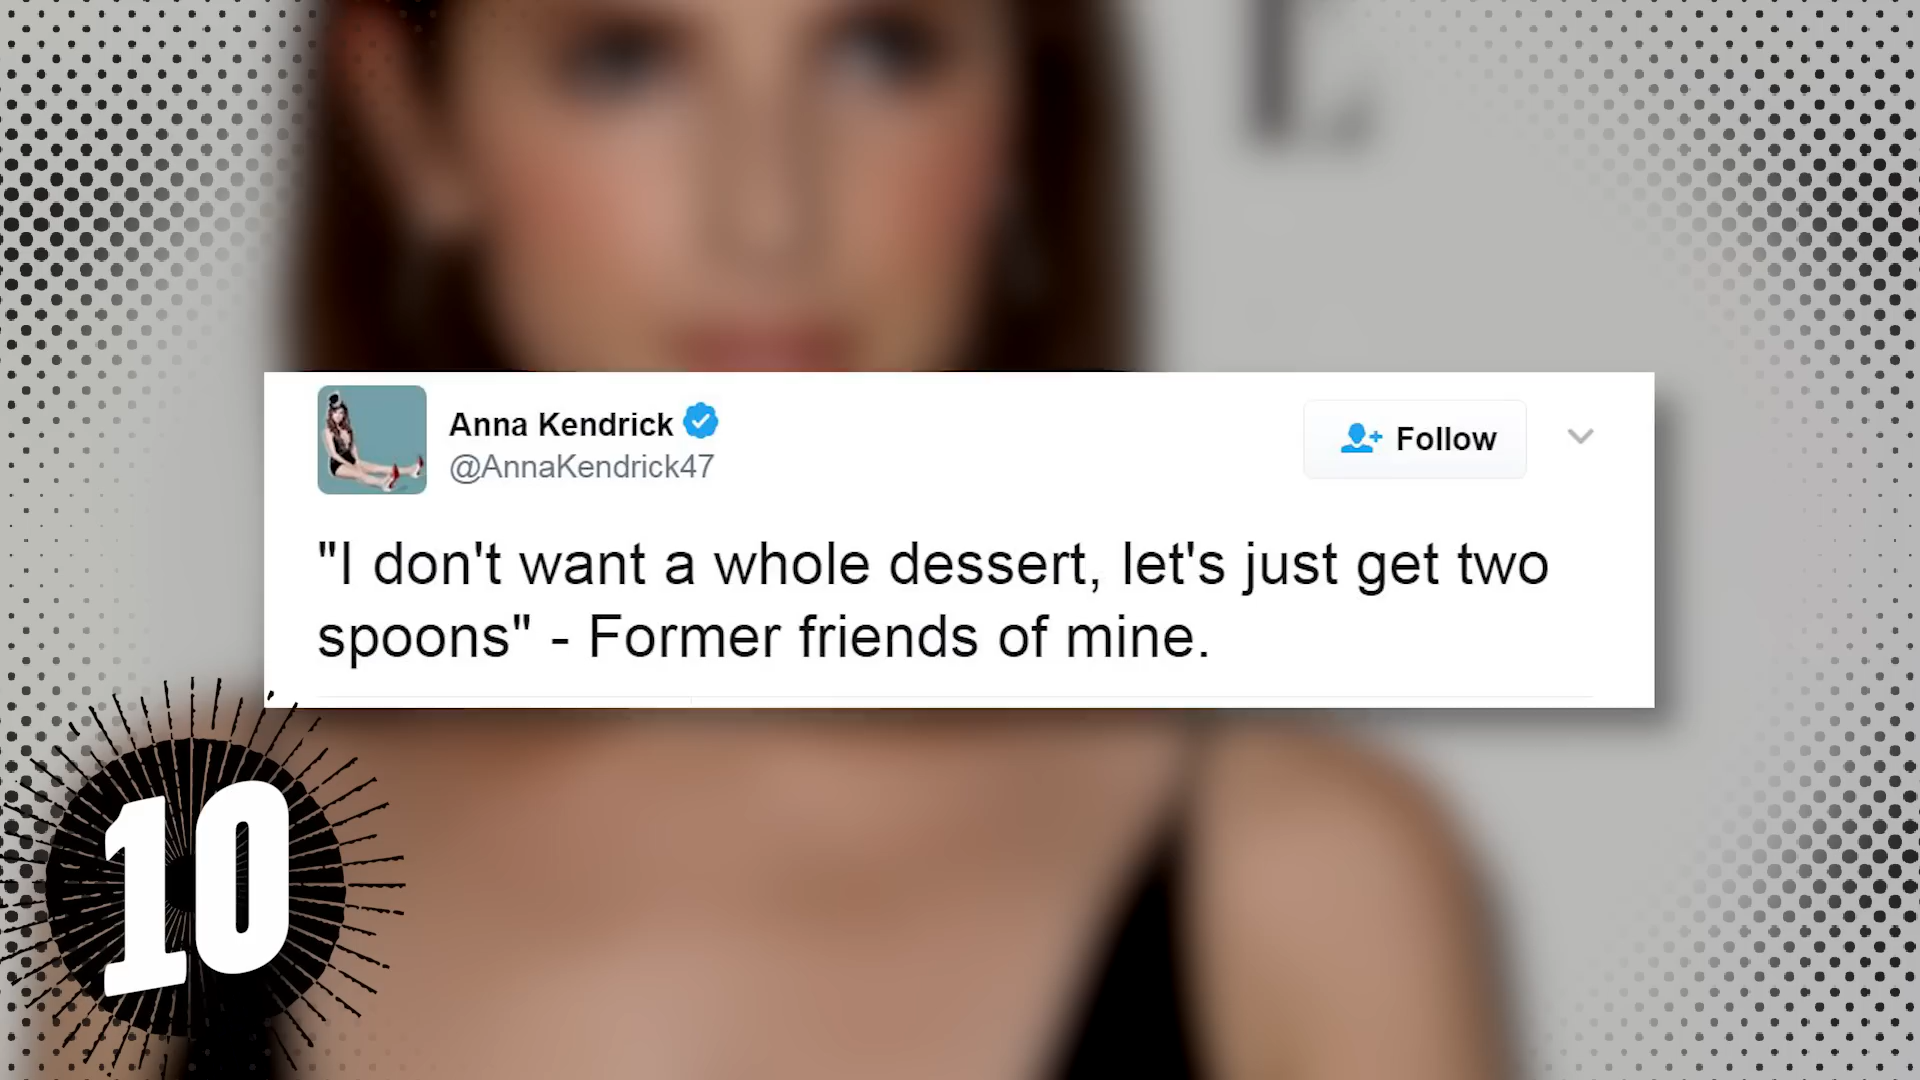 Anna Kendrick
@AnnaKendrick47
Follow
"I don't want a whole dessert, let's just get two
spoons" - Former friends of mine.
10